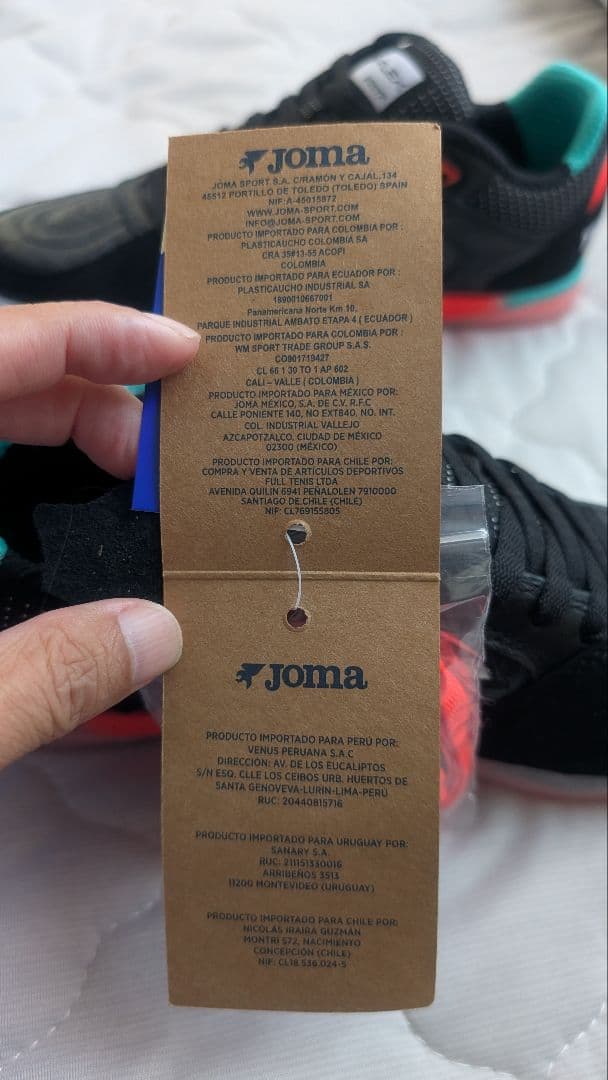 JOMA
JOMA SPORT S.A. C/RAMÓN Y CAJAL,134
45512 PORTILLO DE TOLEDO (TOLEDO) SPAIN
NIF: A-45015872
WWW.JOMA-SPORT.COM
INFO@JOMA-SPORT.COM
PRODUCTO IMPORTADO PARA COLOMBIA POR :
PLASTICAUCHO COLOMBIA SA
CRA 35#13-55 ACOPI
COLOMBIA
PRODUCTO IMPORTADO PARA ECUADOR POR :
PLASTICAUCHO INDUSTRIAL SA
1890010667001
Panamericana Norte Km 10,
PARQUE INDUSTRIAL AMBATO ETAPA 4 ( ECUADOR )
PRODUCTO IMPORTADO PARA COLOMBIA POR :
WM SPORT TRADE GROUP S.A.S.
CO901719427
CL 66 1 30 TO 1 AP 602
CALI – VALLE ( COLOMBIA )
PRODUCTO IMPORTADO PARA MÉXICO POR:
JOMA MÉXICO, S.A. DE C.V. R.F.C
CALLE PONIENTE 140, NO EXT840. NO. INT.
COL. INDUSTRIAL VALLEJO
AZCAPOTZALCO. CIUDAD DE MÉXICO
02300 (MÉXICO)
PRODUCTO IMPORTADO PARA CHILE POR:
COMPRA Y VENTA DE ARTÍCULOS DEPORTIVOS
FULL TENIS LTDA
AVENIDA QUILIN 6941 PEÑALOLEN 7910000
SANTIAGO DE CHILE (CHILE)
NIF: CL769155805
JOMA
PRODUCTO IMPORTADO PARA PERÚ POR:
VENUS PERUANA S.A.C
DIRECCIÓN: AV. DE LOS EUCALIPTOS
S/N ESQ. CLLE LOS CEIBOS URB. HUERTOS DE
SANTA GENOVEVA-LURÍN-LIMA-PERÚ
RUC: 20440815716
PRODUCTO IMPORTADO PARA URUGUAY POR:
SANARY S.A.
RUC: 211151330016
ARRIBEÑOS 3513
11200 MONTEVIDEO (URUGUAY)
PRODUCTO IMPORTADO PARA CHILE POR:
NICOLÁS IRAIRA GUZMÁN
MONTRI 572, NACIMIENTO
CONCEPCIÓN (CHILE)
NIF: CL18.536.024-5